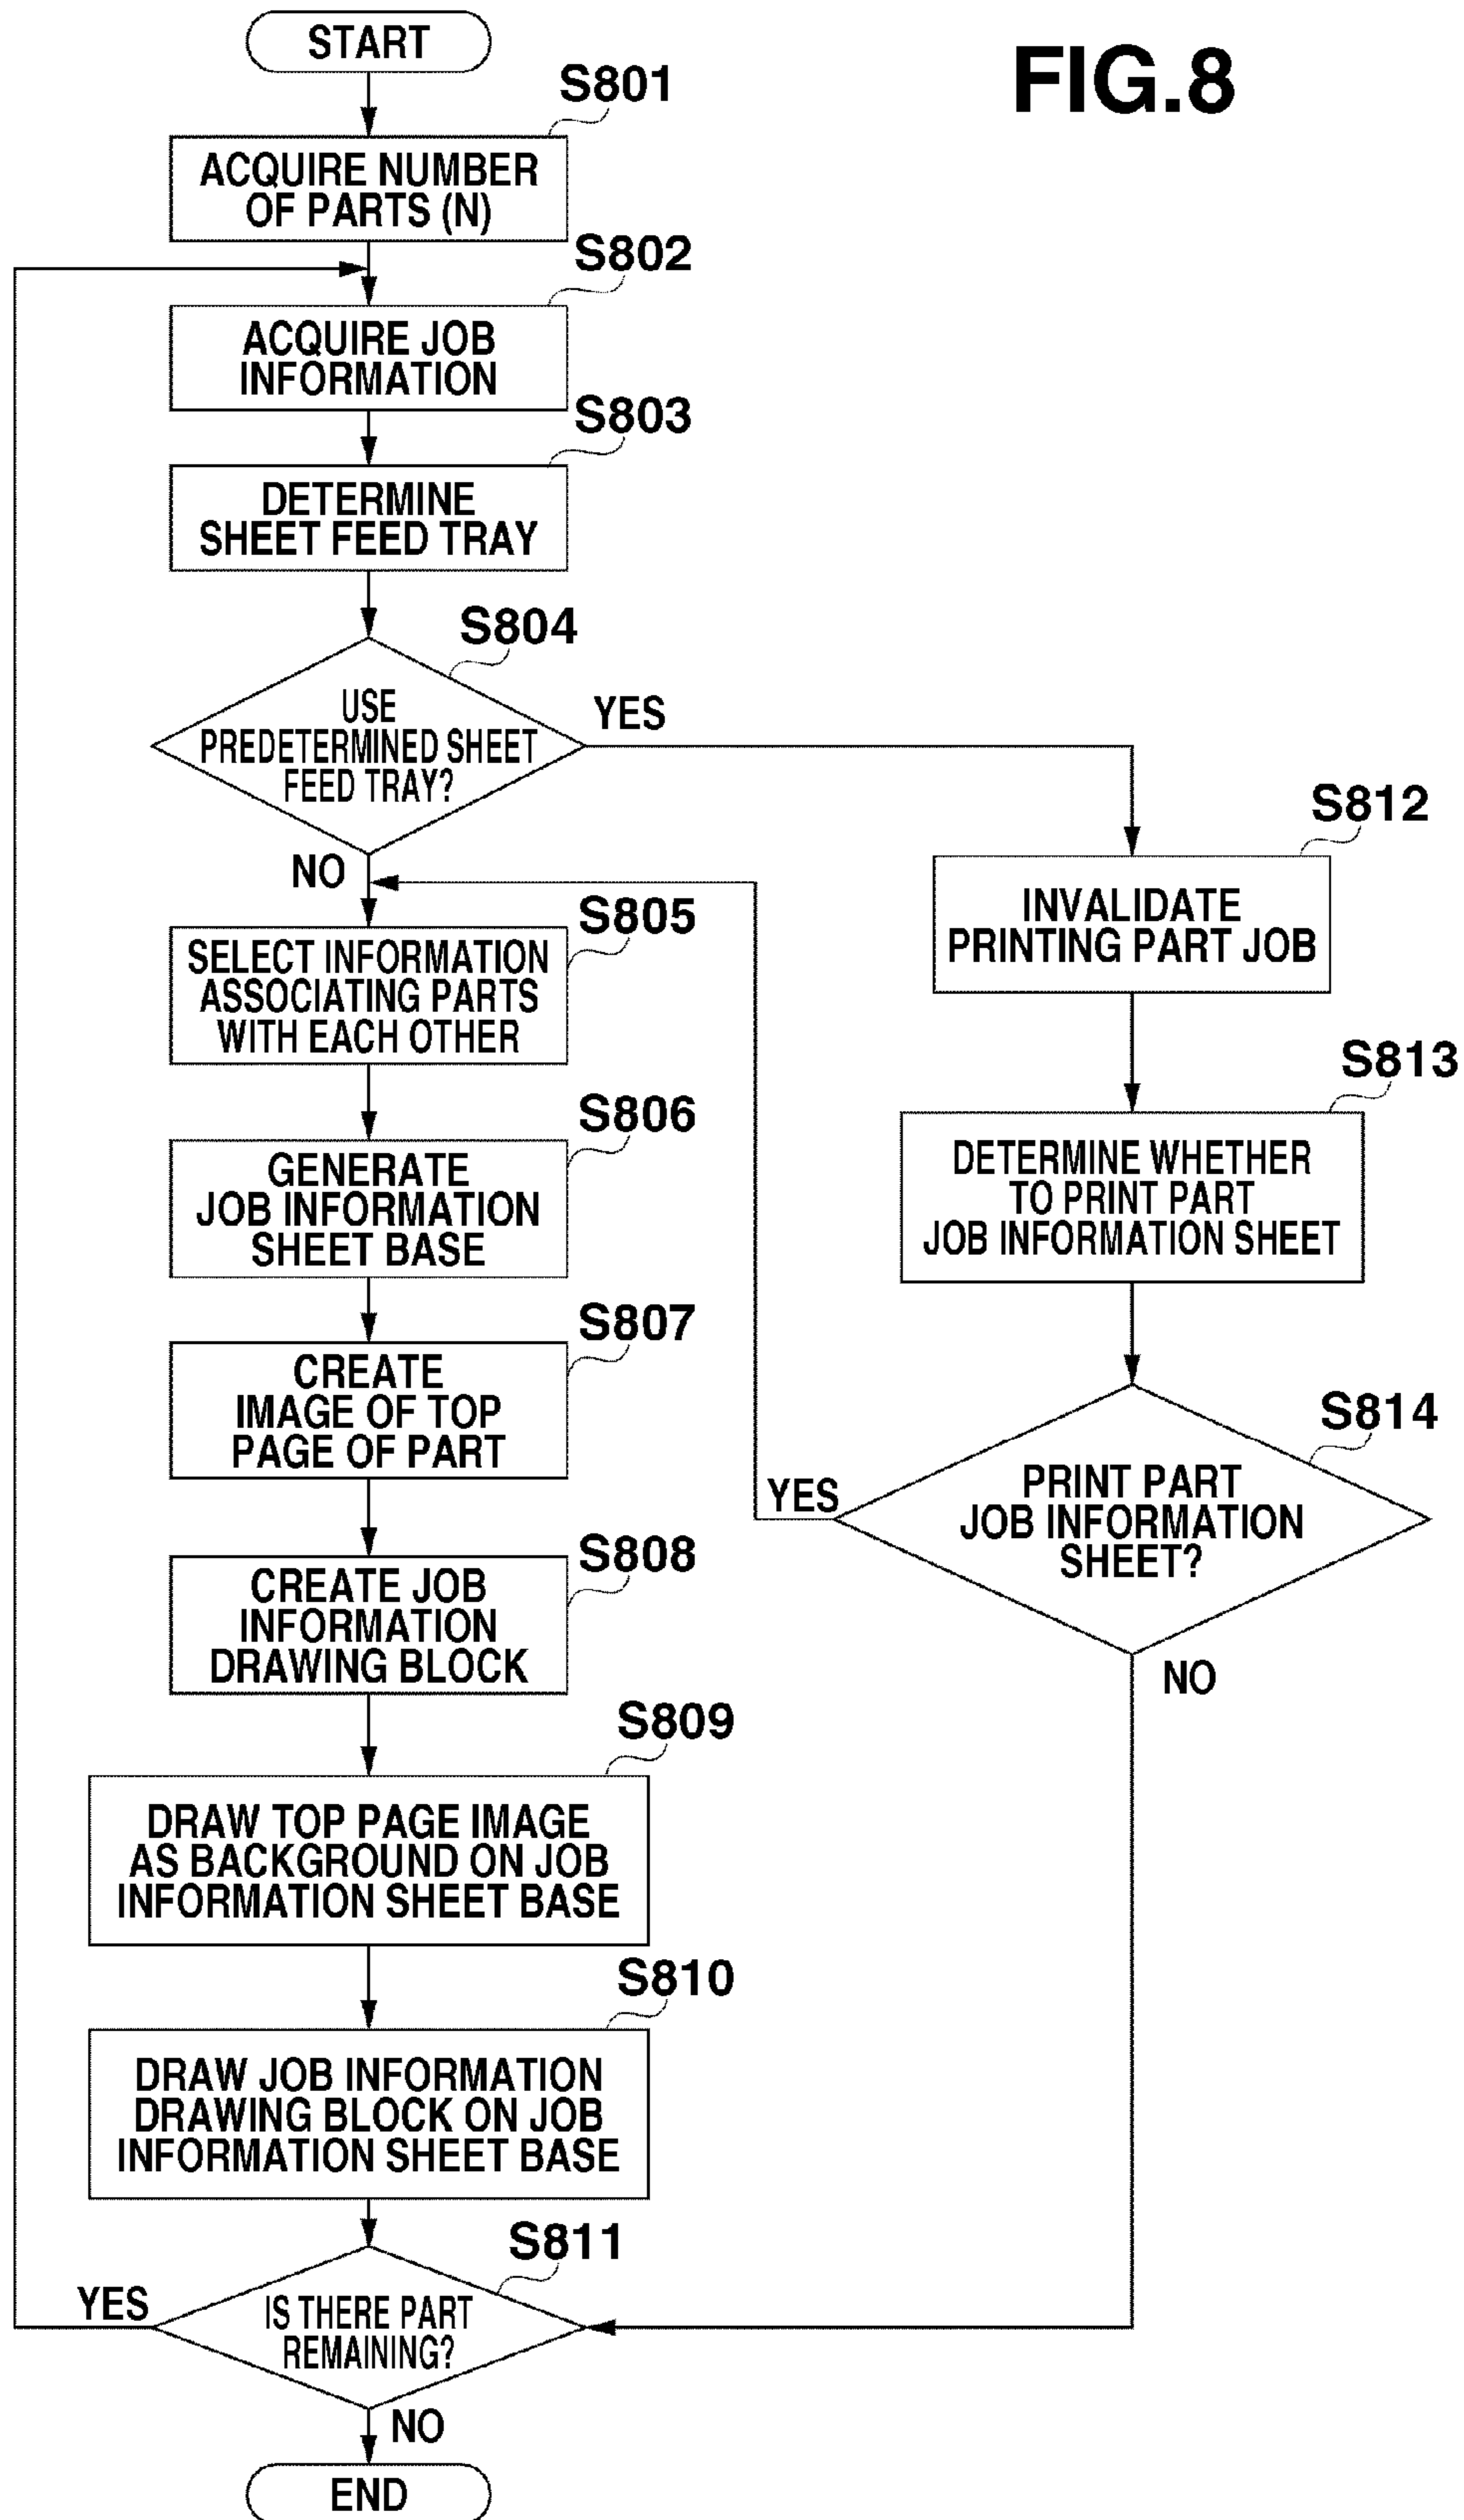 START
FIG.8
S801
ACQUIRE NUMBER
OF PARTS (N)
S802
ACQUIRE JOB
INFORMATION
S803
DETERMINE
SHEET FEED TRAY
S804
USE
PREDETERMINED SHEET
FEED TRAY?
YES
NO
S805
SELECT INFORMATION
ASSOCIATING PARTS
WITH EACH OTHER
S806
GENERATE
JOB INFORMATION
SHEET BASE
S807
CREATE
IMAGE OF TOP
PAGE OF PART
S808
CREATE JOB
INFORMATION
DRAWING BLOCK
S809
DRAW TOP PAGE IMAGE
AS BACKGROUND ON JOB
INFORMATION SHEET BASE
S810
DRAW JOB INFORMATION
DRAWING BLOCK ON JOB
INFORMATION SHEET BASE
S811
IS THERE PART
REMAINING?
YES
NO
END
S812
INVALIDATE
PRINTING PART JOB
S813
DETERMINE WHETHER
TO PRINT PART
JOB INFORMATION SHEET
S814
PRINT PART
JOB INFORMATION
SHEET?
YES
NO